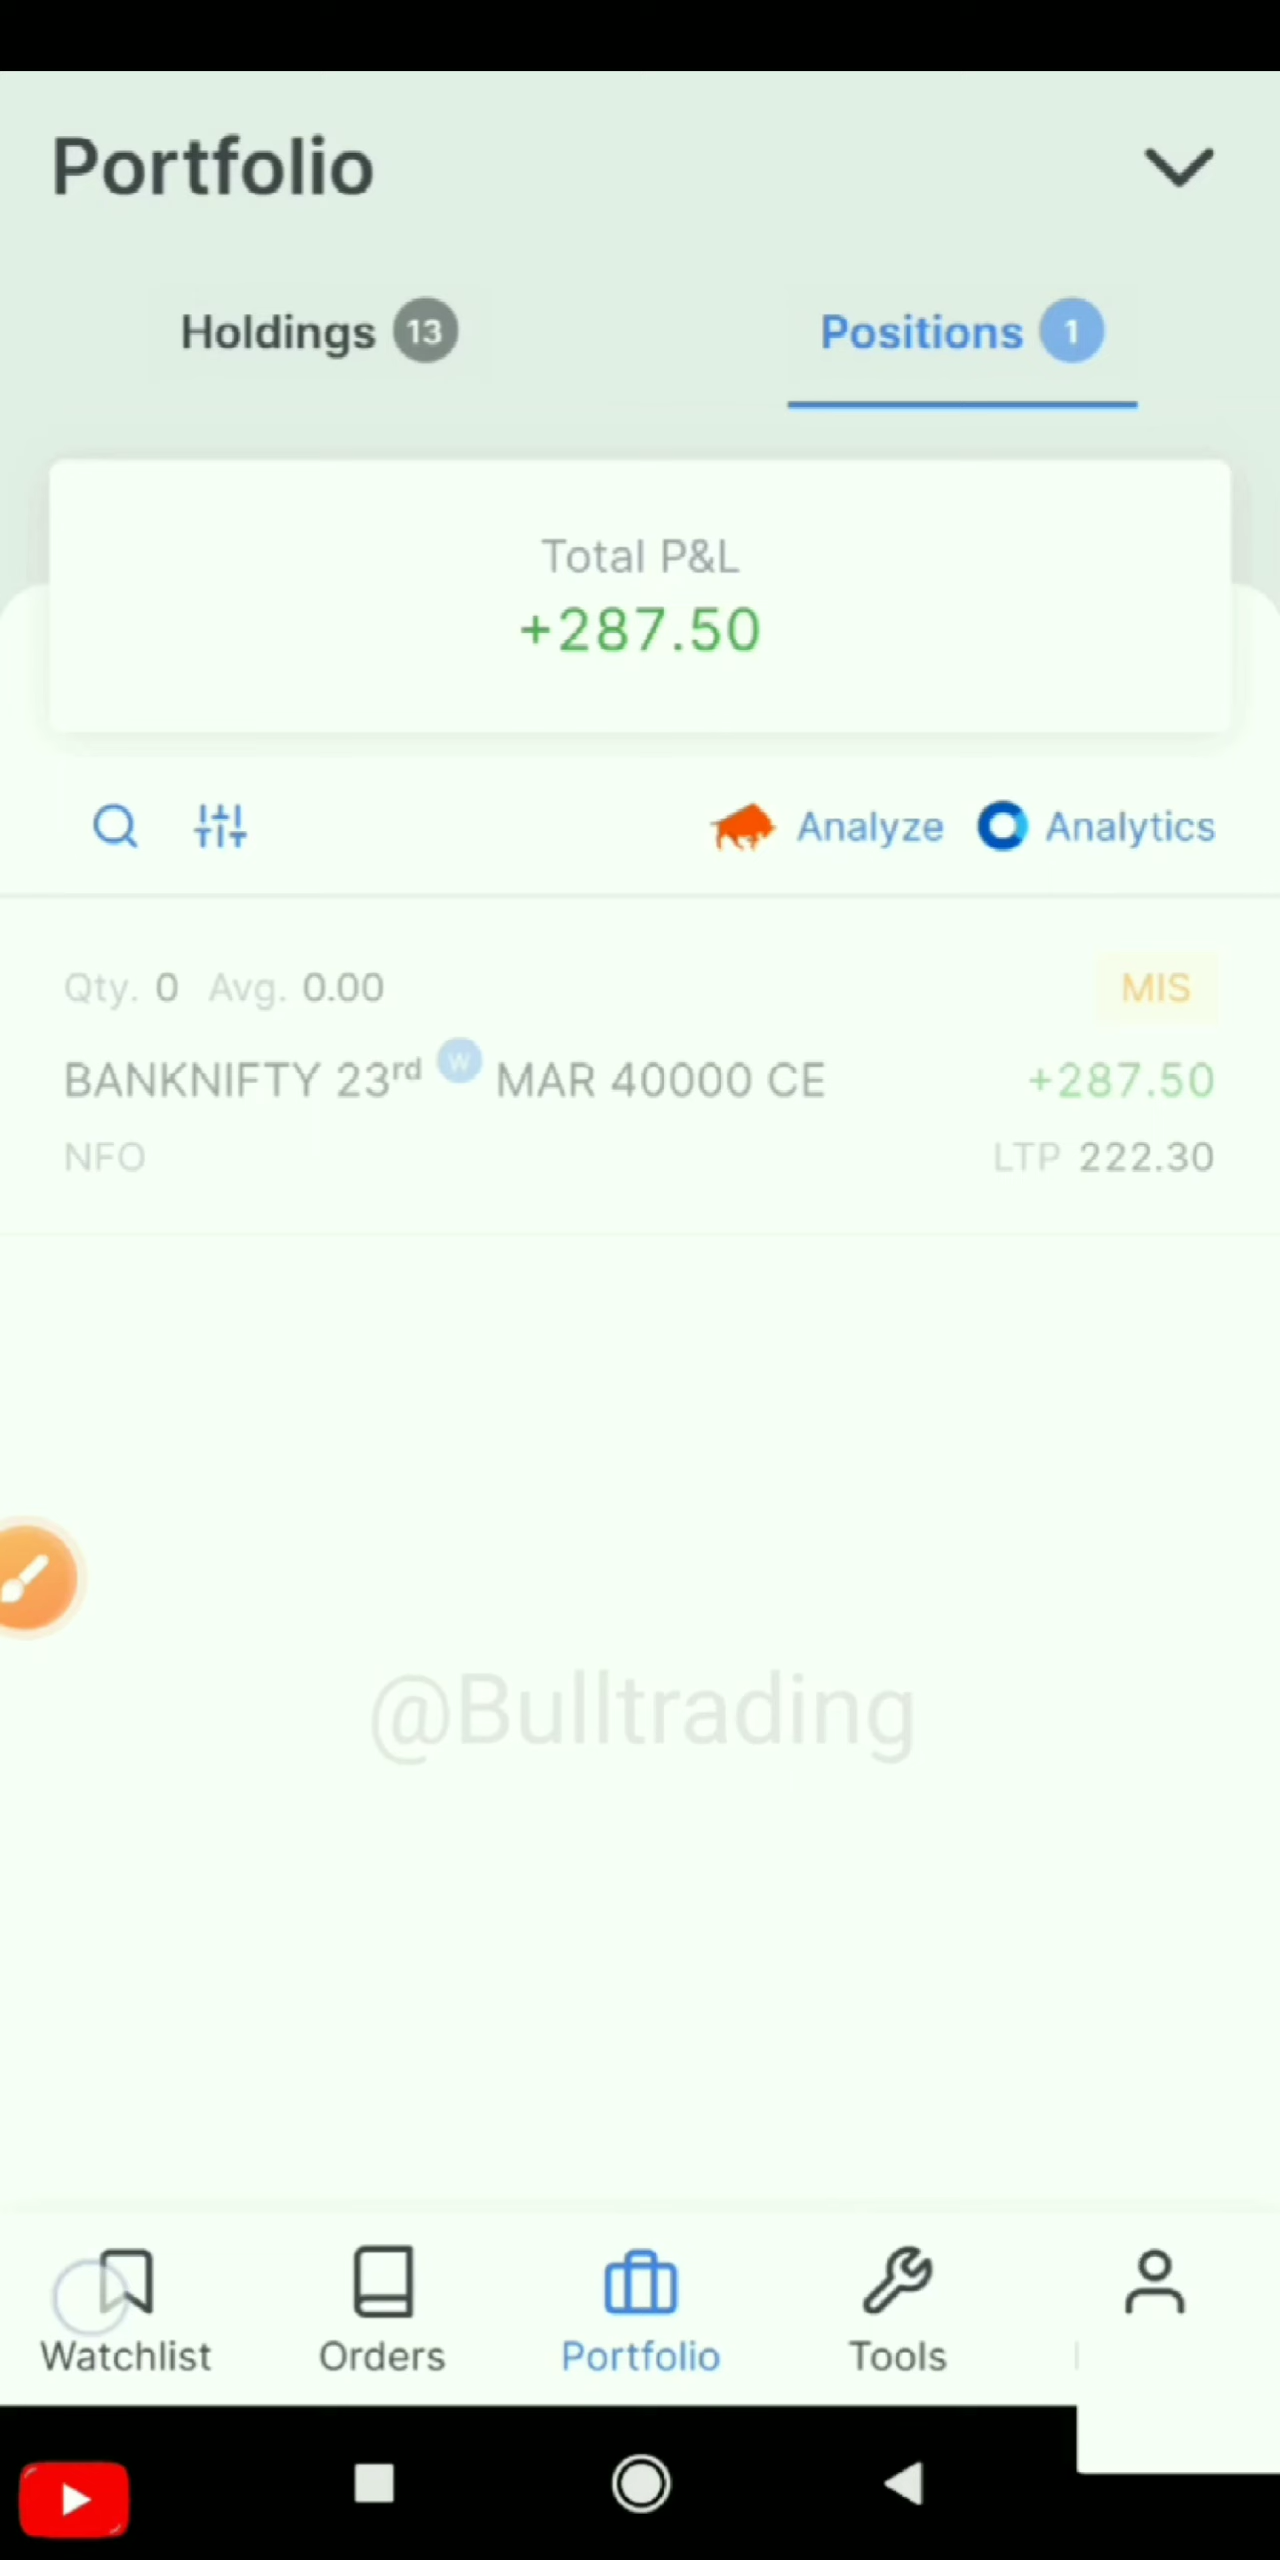 Portfolio
Holdings 13
Positions 1
Total P&L
+287.50
Analyze
Analytics
Qty. 0 Avg. 0.00
MIS
BANKNIFTY 23rd W MAR 40000 CE
+287.50
NFO
LTP 222.30
@Bulltrading
Watchlist
Orders
Portfolio
Tools